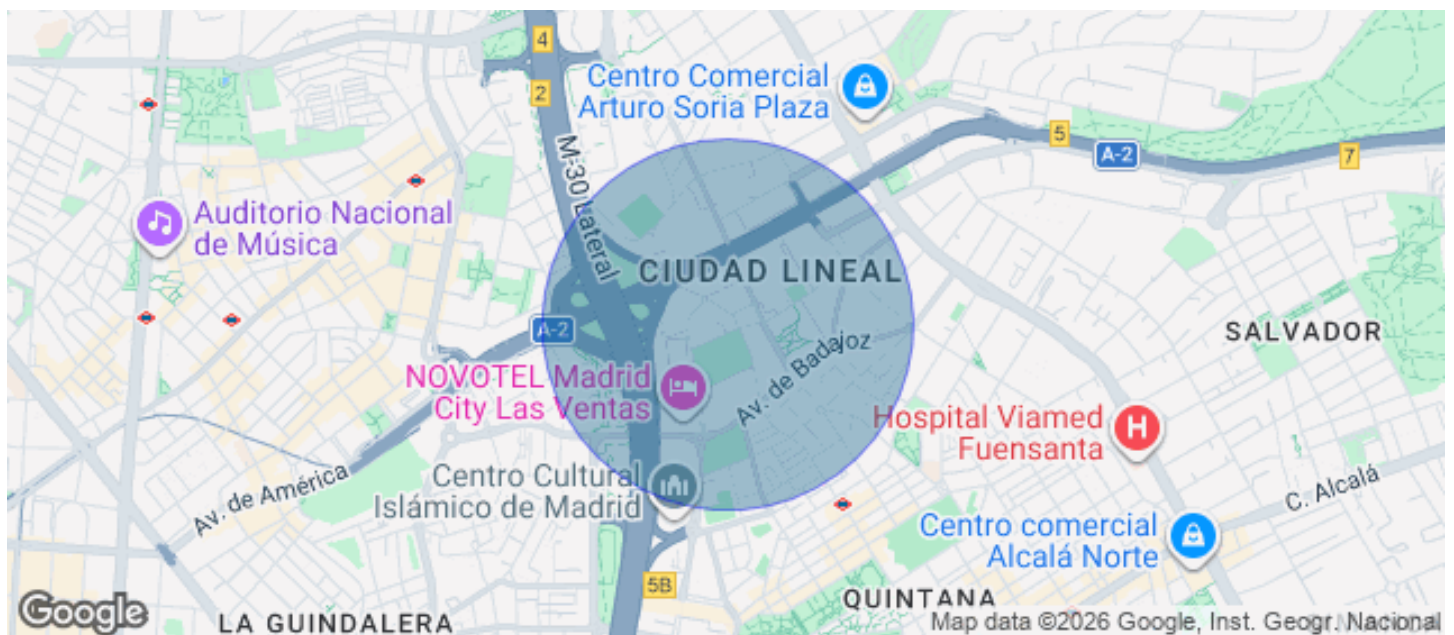 4
2
Centro Comercial
Arturo Soria Plaza
5
A-2
7
M-30 Lateral
Auditorio Nacional
de Música
CIUDAD LINEAL
A-2
SALVADOR
Av. de Badajoz
NOVOTEL Madrid
City Las Ventas
Hospital Viamed
Fuensanta
Av. de América
Centro Cultural
Islámico de Madrid
C. Alcalá
Centro comercial
Alcalá Norte
5B
QUINTANA
LA GUINDALERA
Google
Map data ©2026 Google, Inst. Geogr. Nacional